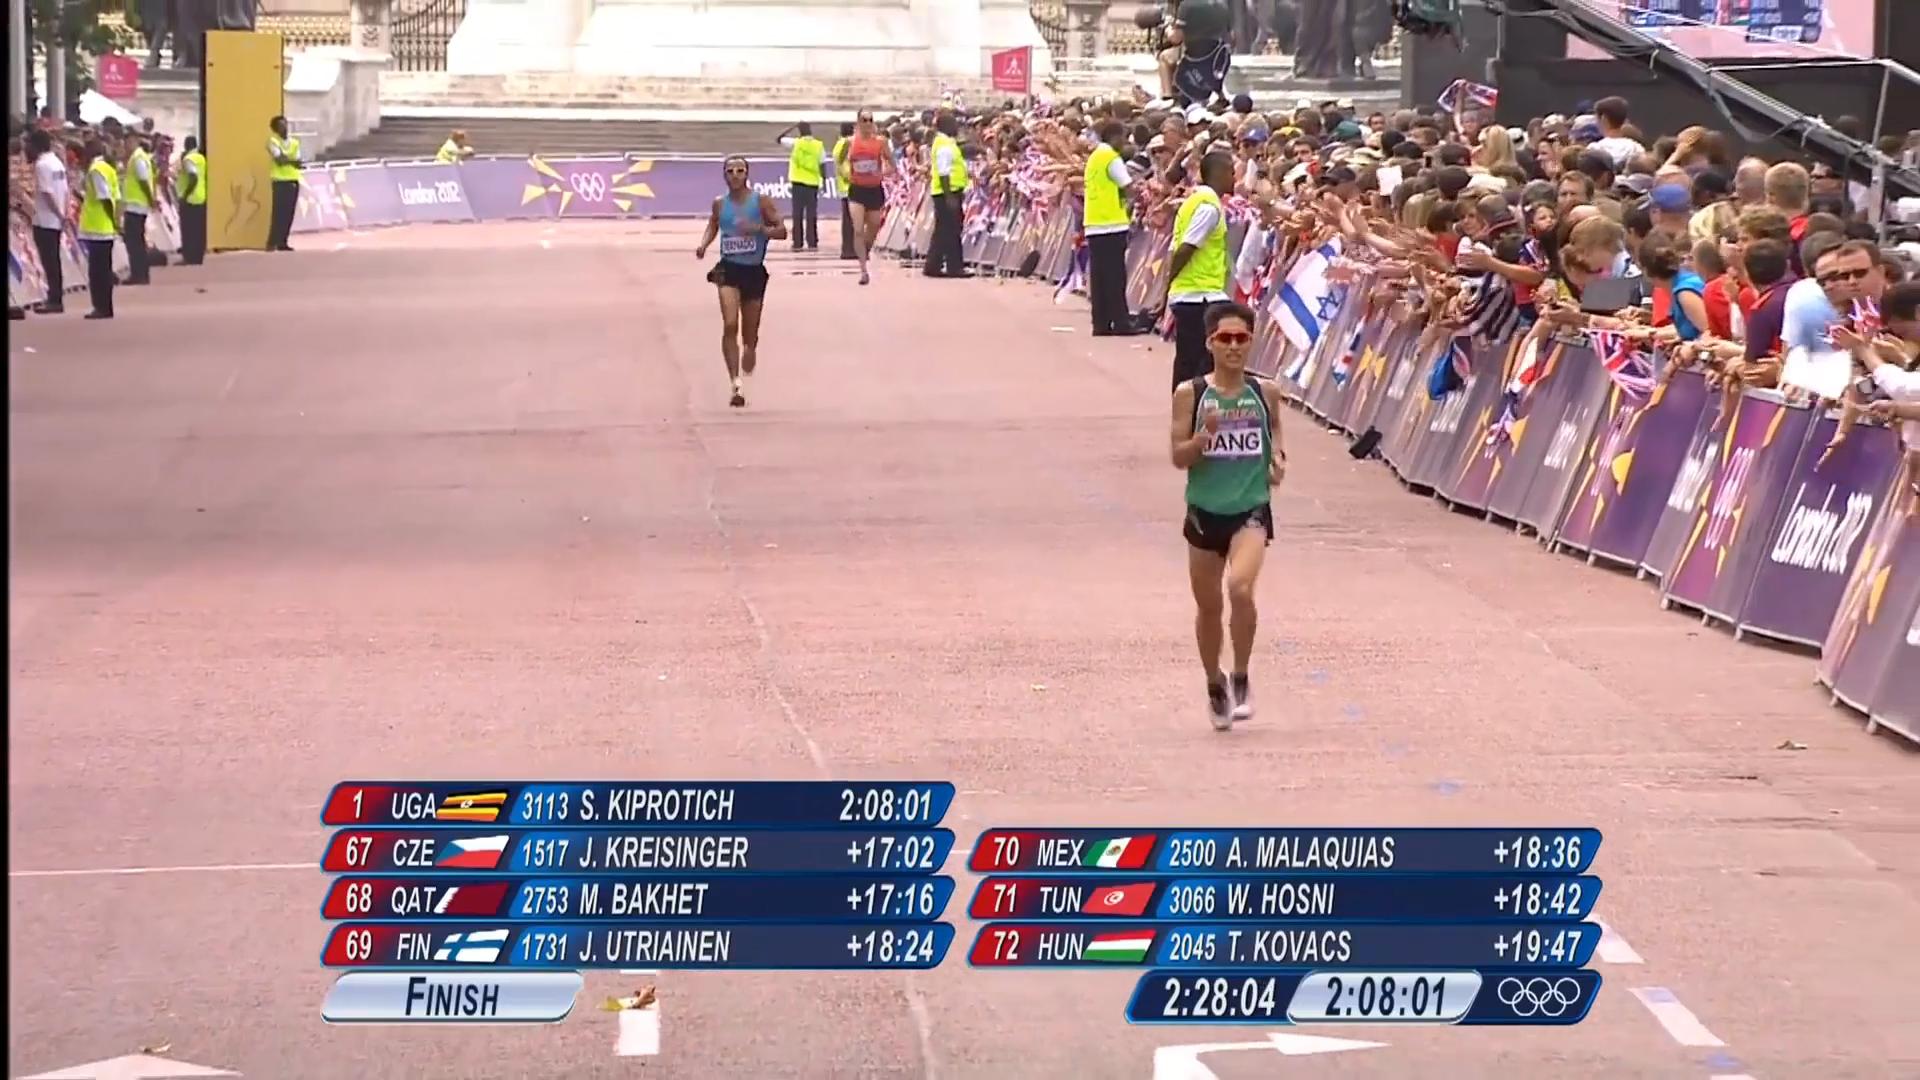 London 2012
JANG
London 2012
1 UGA 3113 S. KIPROTICH 2:08:01
67 CZE 1517 J. KREISINGER +17:02
68 QAT 2753 M. BAKHET +17:16
69 FIN 1731 J. UTRIAINEN +18:24
70 MEX 2500 A. MALAQUIAS +18:36
71 TUN 3066 W. HOSNI +18:42
72 HUN 2045 T. KOVACS +19:47
FINISH
2:28:04 2:08:01